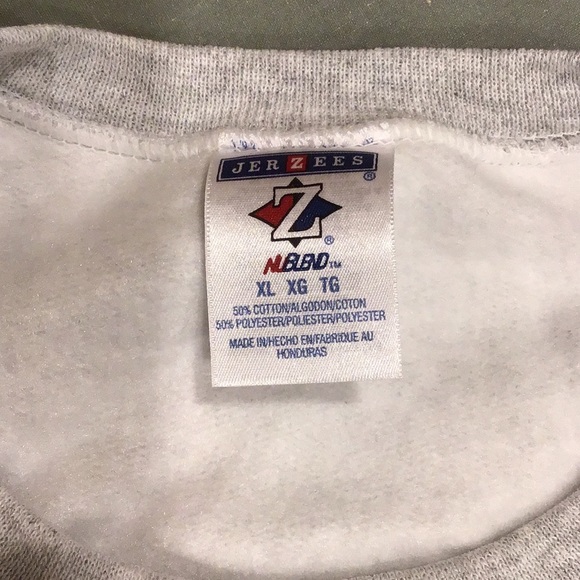 JERZEES ®
Z ®
NUBLEND™
XL XG TG
50% COTTON/ALGODON/COTON
50% POLYESTER/POLIESTER/POLYESTER
MADE IN/HECHO EN/FABRIQUE AU
HONDURAS